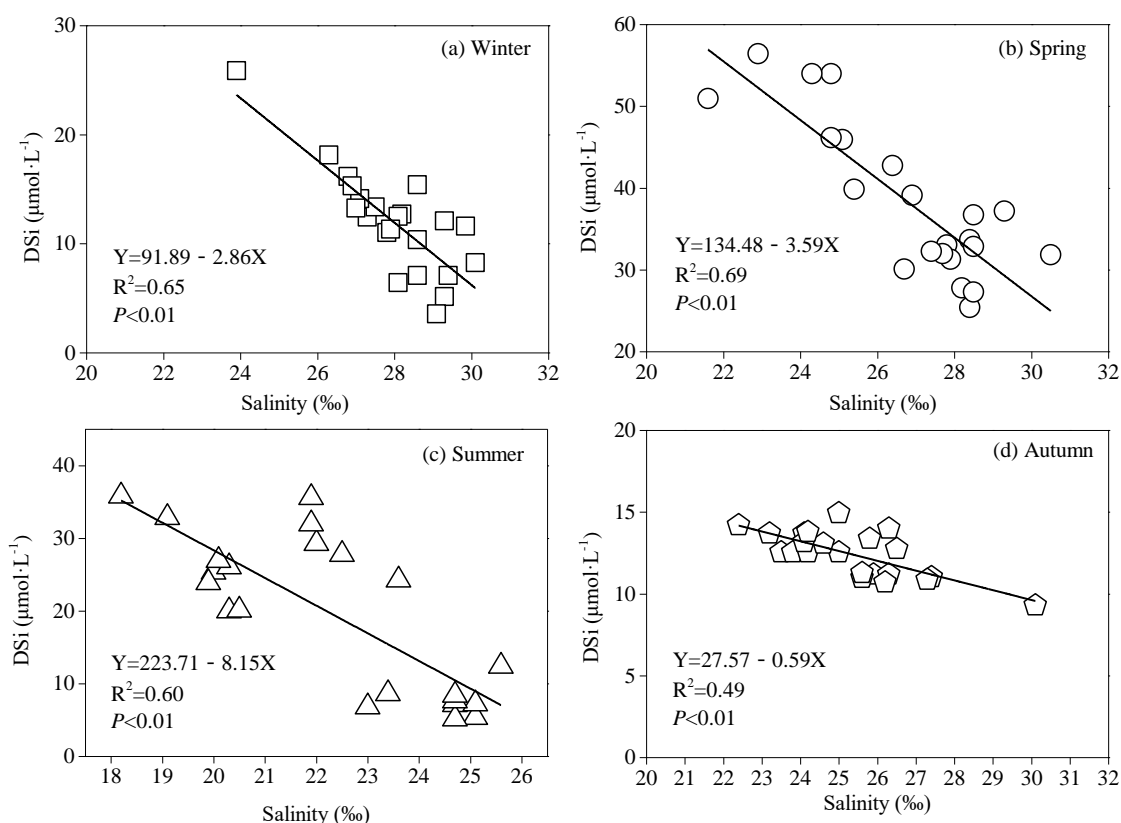 (a) Winter
30
20
10
0
DSi (μmol·L⁻¹)
Y=91.89 - 2.86X
R²=0.65
P<0.01
20 22 24 26 28 30 32
Salinity (‰)
(b) Spring
60
50
40
30
20
DSi (μmol·L⁻¹)
Y=134.48 - 3.59X
R²=0.69
P<0.01
20 22 24 26 28 30 32
Salinity (‰)
(c) Summer
40
30
20
10
0
DSi (μmol·L⁻¹)
Y=223.71 - 8.15X
R²=0.60
P<0.01
18 19 20 21 22 23 24 25 26
Salinity (‰)
(d) Autumn
20
15
10
5
0
DSi (μmol·L⁻¹)
Y=27.57 - 0.59X
R²=0.49
P<0.01
20 21 22 23 24 25 26 27 28 29 30 31 32
Salinity (‰)